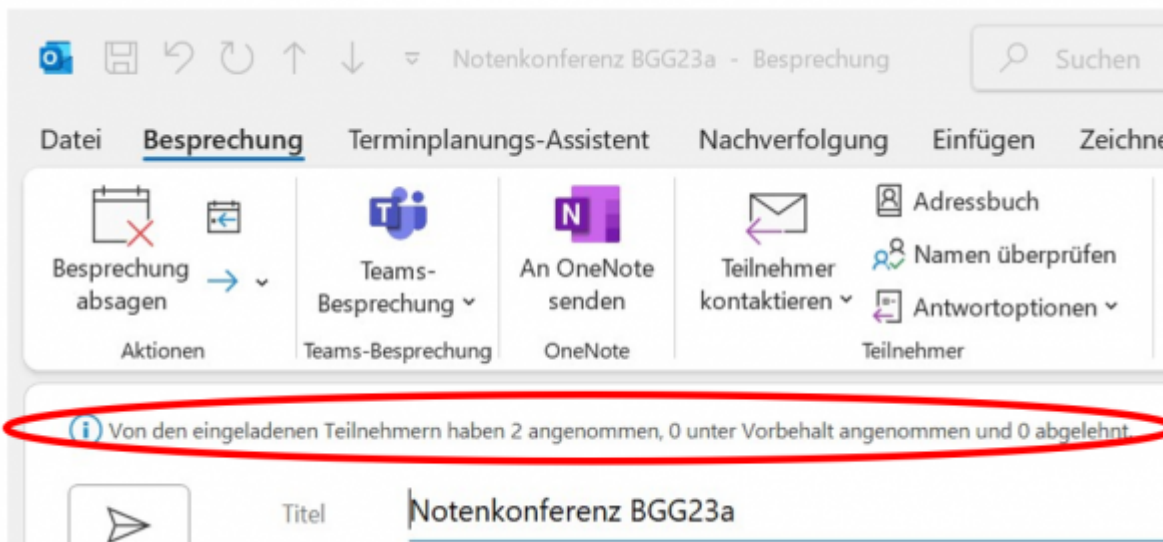 Notenkonferenz BGG23a - Besprechung
Suchen
Datei Besprechung Terminplanungs-Assistent Nachverfolgung Einfügen Zeichne
Besprechung absagen
Teams-Besprechung
An OneNote senden
Teilnehmer kontaktieren
Adressbuch
Namen überprüfen
Antwortoptionen
Aktionen
Teams-Besprechung
OneNote
Teilnehmer
Von den eingeladenen Teilnehmern haben 2 angenommen, 0 unter Vorbehalt angenommen und 0 abgelehnt.
Titel
Notenkonferenz BGG23a